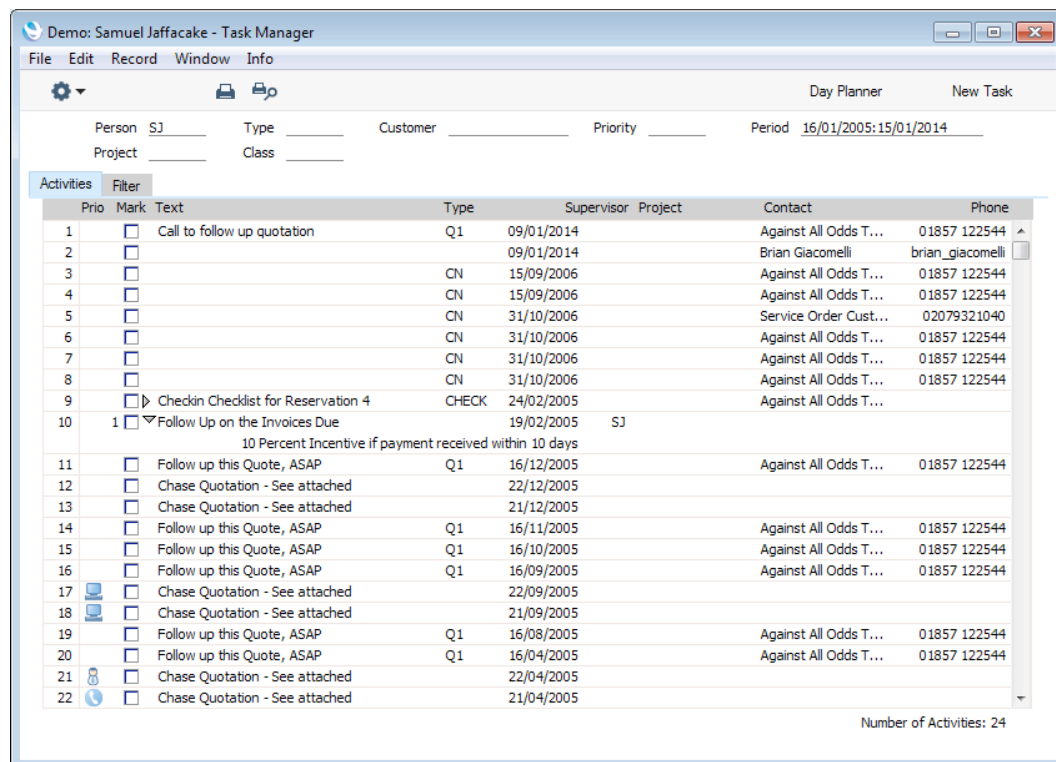 Demo: Samuel Jaffacake - Task Manager
File Edit Record Window Info
Day Planner New Task
Person SJ Type Customer Priority Period 16/01/2005:15/01/2014
Project Class
Activities Filter
Prio Mark Text Type Supervisor Project Contact Phone
1 Call to follow up quotation Q1 09/01/2014 Against All Odds T... 01857 122544
2 09/01/2014 Brian Giacomelli brian_giacomelli
3 CN 15/09/2006 Against All Odds T... 01857 122544
4 CN 15/09/2006 Against All Odds T... 01857 122544
5 CN 31/10/2006 Service Order Cust... 02079321040
6 CN 31/10/2006 Against All Odds T... 01857 122544
7 CN 31/10/2006 Against All Odds T... 01857 122544
8 CN 31/10/2006 Against All Odds T... 01857 122544
9 Checkin Checklist for Reservation 4 CHECK 24/02/2005 Against All Odds T...
10 1 Follow Up on the Invoices Due 19/02/2005 SJ
10 Percent Incentive if payment received within 10 days
11 Follow up this Quote, ASAP Q1 16/12/2005 Against All Odds T... 01857 122544
12 Chase Quotation - See attached 22/12/2005
13 Chase Quotation - See attached 21/12/2005
14 Follow up this Quote, ASAP Q1 16/11/2005 Against All Odds T... 01857 122544
15 Follow up this Quote, ASAP Q1 16/10/2005 Against All Odds T... 01857 122544
16 Follow up this Quote, ASAP Q1 16/09/2005 Against All Odds T... 01857 122544
17 Chase Quotation - See attached 22/09/2005
18 Chase Quotation - See attached 21/09/2005
19 Follow up this Quote, ASAP Q1 16/08/2005 Against All Odds T... 01857 122544
20 Follow up this Quote, ASAP Q1 16/04/2005 Against All Odds T... 01857 122544
21 Chase Quotation - See attached 22/04/2005
22 Chase Quotation - See attached 21/04/2005
Number of Activities: 24